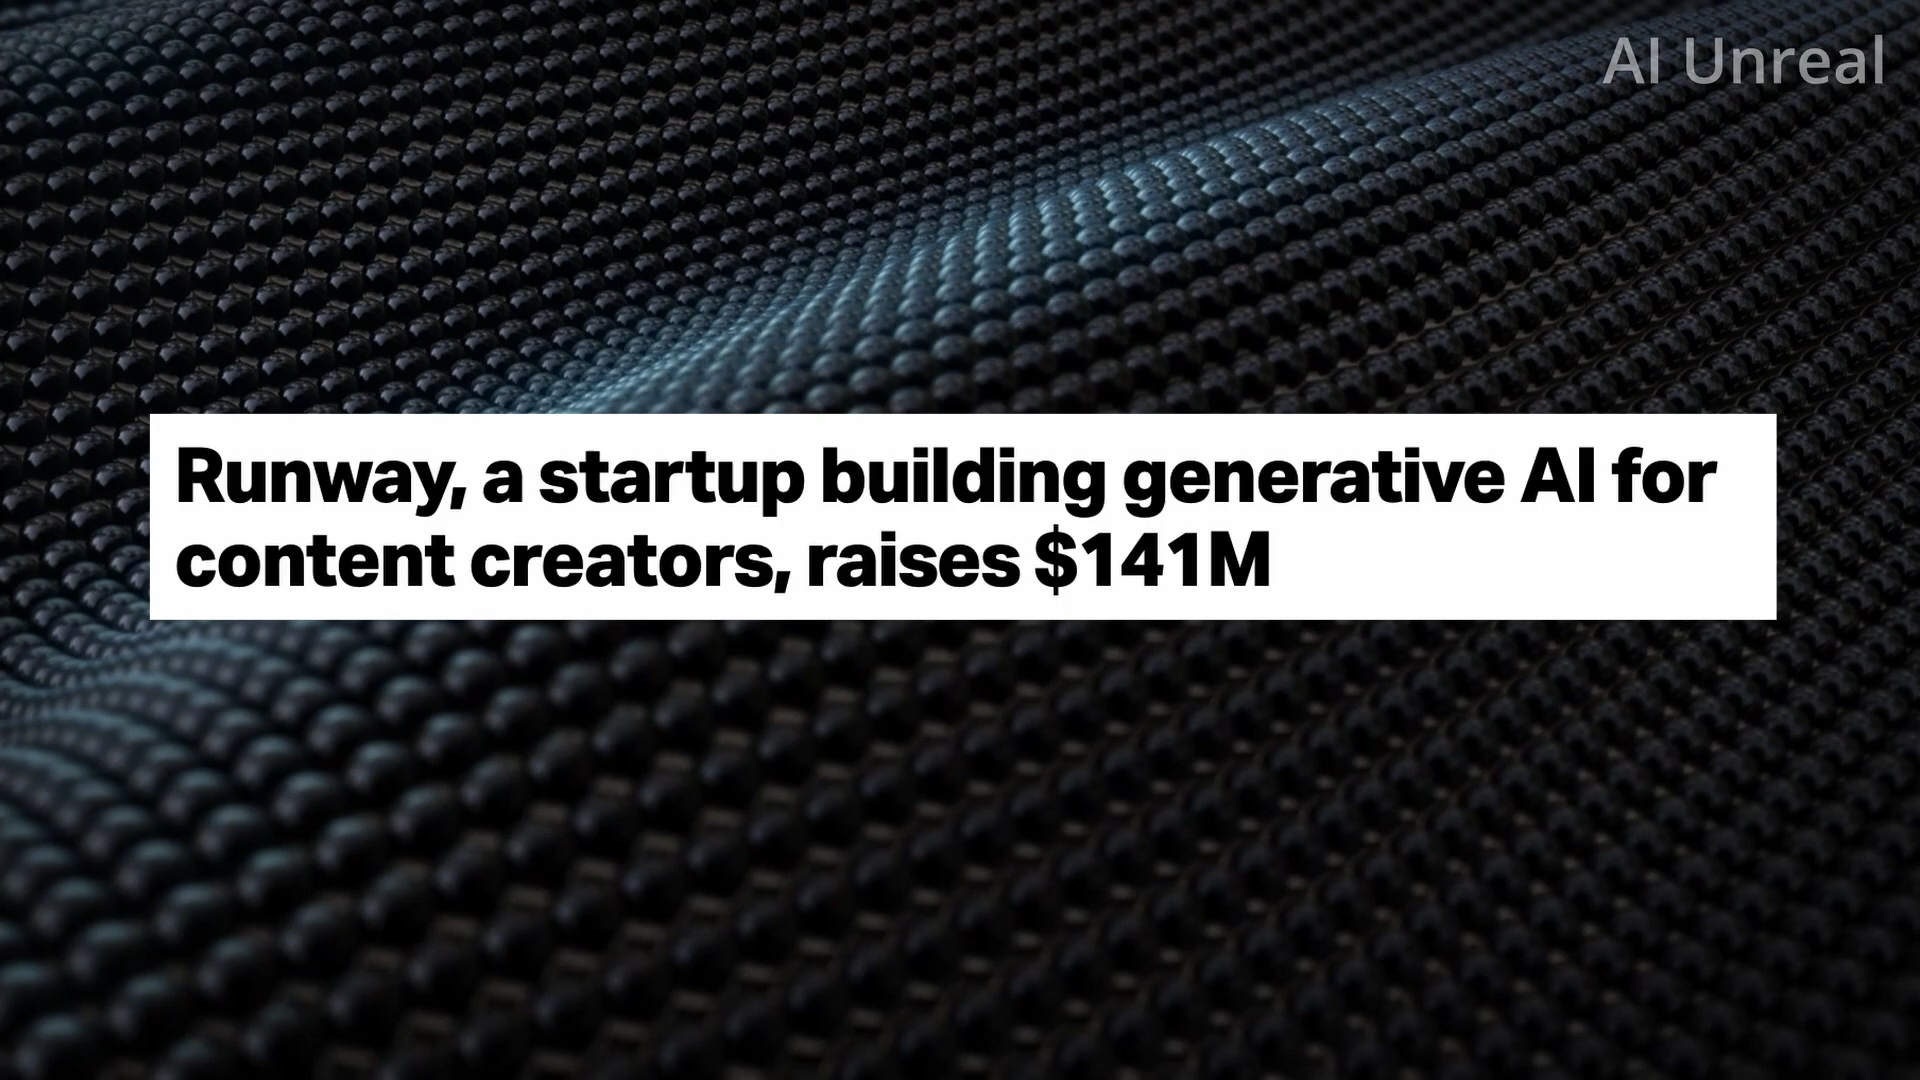 AI Unreal
Runway, a startup building generative AI for
content creators, raises $141M